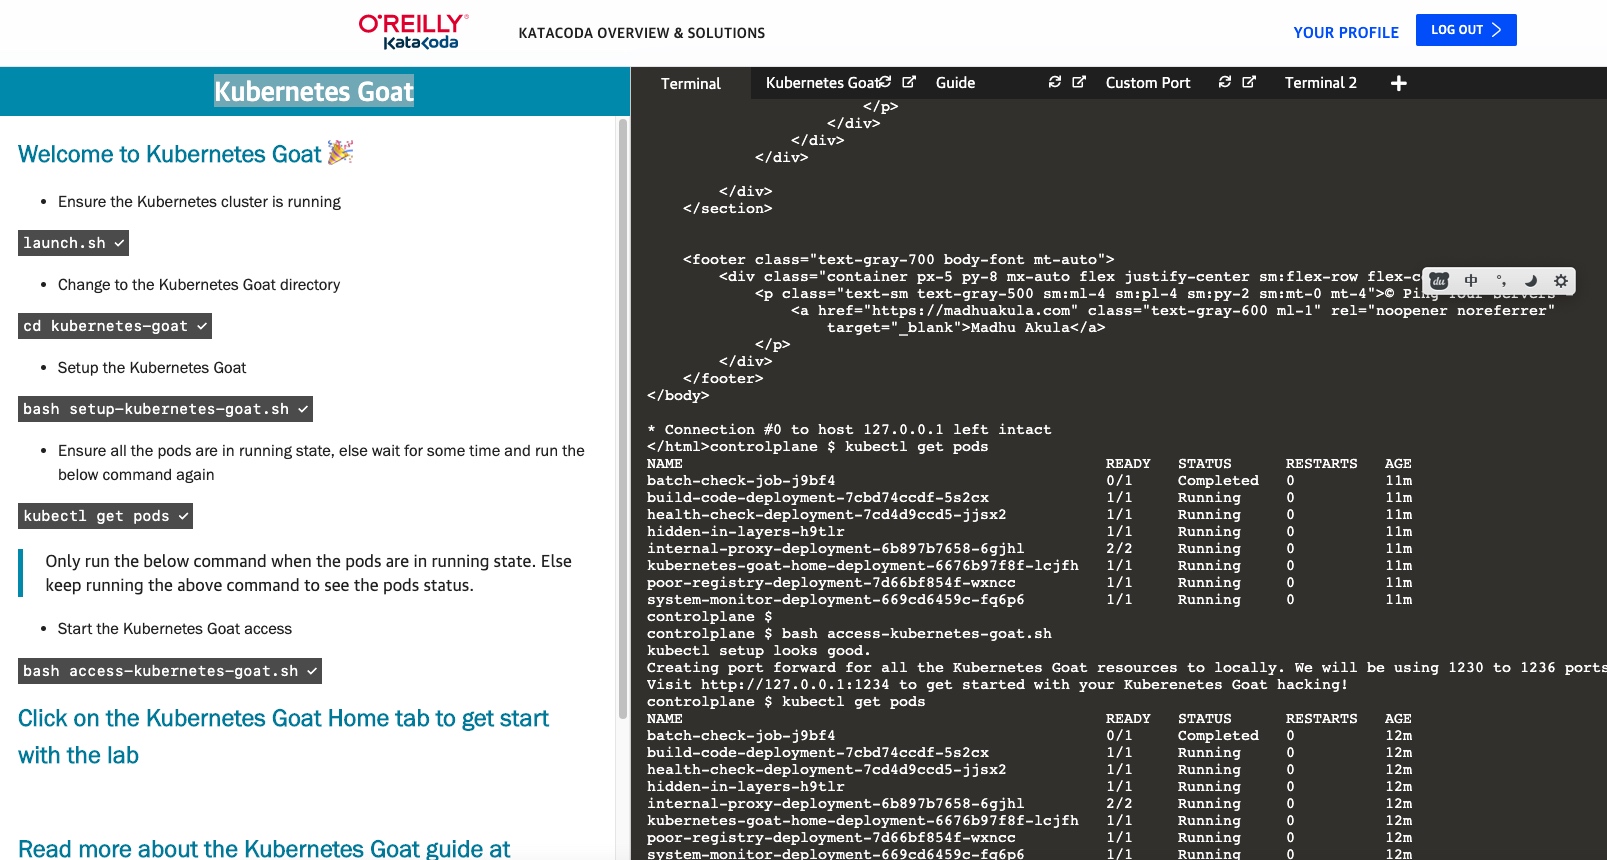 O'REILLY®
Katacoda
KATACODA OVERVIEW & SOLUTIONS
YOUR PROFILE
LOG OUT
Kubernetes Goat
Welcome to Kubernetes Goat 🎉
• Ensure the Kubernetes cluster is running
launch.sh ✓
• Change to the Kubernetes Goat directory
cd kubernetes-goat ✓
• Setup the Kubernetes Goat
bash setup-kubernetes-goat.sh ✓
• Ensure all the pods are in running state, else wait for some time and run the
below command again
kubectl get pods ✓
Only run the below command when the pods are in running state. Else
keep running the above command to see the pods status.
• Start the Kubernetes Goat access
bash access-kubernetes-goat.sh ✓
Click on the Kubernetes Goat Home tab to get start
with the lab
Read more about the Kubernetes Goat guide at
Terminal Kubernetes Goat Guide Custom Port Terminal 2 +
</p>
</div>
</div>
</div>
</div>
</section>
<footer class="text-gray-700 body-font mt-auto">
<div class="container px-5 py-8 mx-auto flex justify-center sm:flex-row flex-c
<p class="text-sm text-gray-500 sm:ml-4 sm:pl-4 sm:py-2 sm:mt-0 mt-4">© Ping Your Servers
<a href="https://madhuakula.com" class="text-gray-600 ml-1" rel="noopener noreferrer"
target="_blank">Madhu Akula</a>
</p>
</div>
</footer>
</body>
du 中 °,
* Connection #0 to host 127.0.0.1 left intact
</html>controlplane $ kubectl get pods
NAME READY STATUS RESTARTS AGE
batch-check-job-j9bf4 0/1 Completed 0 11m
build-code-deployment-7cbd74ccdf-5s2cx 1/1 Running 0 11m
health-check-deployment-7cd4d9ccd5-jjsx2 1/1 Running 0 11m
hidden-in-layers-h9tlr 1/1 Running 0 11m
internal-proxy-deployment-6b897b7658-6gjhl 2/2 Running 0 11m
kubernetes-goat-home-deployment-6676b97f8f-lcjfh 1/1 Running 0 11m
poor-registry-deployment-7d66bf854f-wxncc 1/1 Running 0 11m
system-monitor-deployment-669cd6459c-fq6p6 1/1 Running 0 11m
controlplane $
controlplane $ bash access-kubernetes-goat.sh
kubectl setup looks good.
Creating port forward for all the Kubernetes Goat resources to locally. We will be using 1230 to 1236 ports
Visit http://127.0.0.1:1234 to get started with your Kuberenetes Goat hacking!
controlplane $ kubectl get pods
NAME READY STATUS RESTARTS AGE
batch-check-job-j9bf4 0/1 Completed 0 12m
build-code-deployment-7cbd74ccdf-5s2cx 1/1 Running 0 12m
health-check-deployment-7cd4d9ccd5-jjsx2 1/1 Running 0 12m
hidden-in-layers-h9tlr 1/1 Running 0 12m
internal-proxy-deployment-6b897b7658-6gjhl 2/2 Running 0 12m
kubernetes-goat-home-deployment-6676b97f8f-lcjfh 1/1 Running 0 12m
poor-registry-deployment-7d66bf854f-wxncc 1/1 Running 0 12m
system-monitor-deployment-669cd6459c-fq6p6 1/1 Running 0 12m